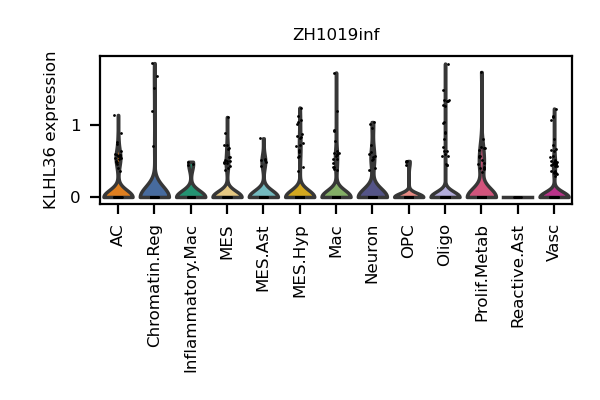 ZH1019inf
KLHL36 expression
1
0
AC
Chromatin.Reg
Inflammatory.Mac
MES
MES.Ast
MES.Hyp
Mac
Neuron
OPC
Oligo
Prolif.Metab
Reactive.Ast
Vasc